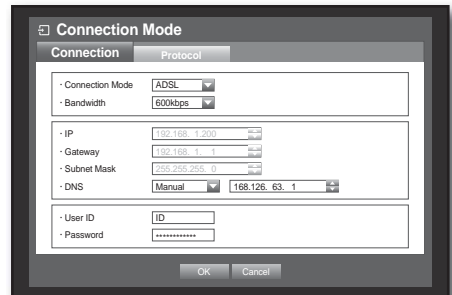 Connection Mode
Connection Protocol
· Connection Mode ADSL
· Bandwidth 600kbps
· IP 192.168. 1.200
· Gateway 192.168. 1. 1
· Subnet Mask 255.255.255. 0
· DNS Manual 168.126. 63. 1
· User ID ID
· Password ************
OK Cancel